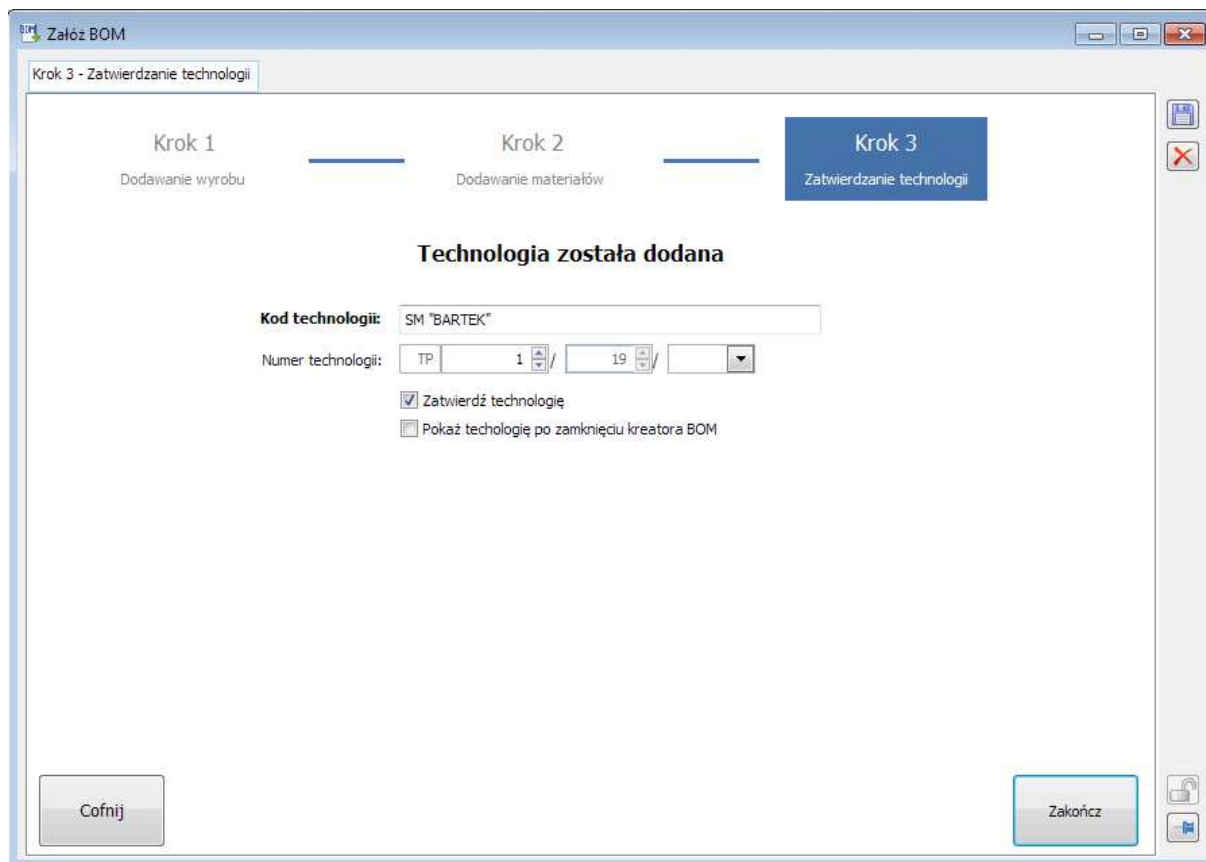 BOM Załóż BOM
Krok 3 - Zatwierdzanie technologii
Krok 1 Krok 2 Krok 3
Dodawanie wyrobu Dodawanie materiałów Zatwierdzanie technologii
Technologia została dodana
Kod technologii: SM "BARTEK"
Numer technologii: TP 1 / 19 /
Zatwierdź technologię
Pokaż techologię po zamknięciu kreatora BOM
Cofnij Zakończ